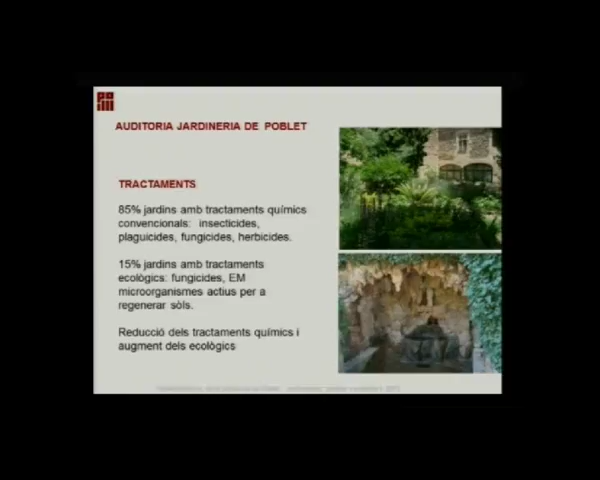 AUDITORIA JARDINERIA DE POBLET
TRACTAMENTS
85% jardins amb tractaments químics
convencionals: insecticides,
plaguicides, fungicides, herbicides.
15% jardins amb tractaments
ecològics: fungicides, EM
microorganismes actius per a
regenerar sòls.
Reducció dels tractaments químics i
augment dels ecològics